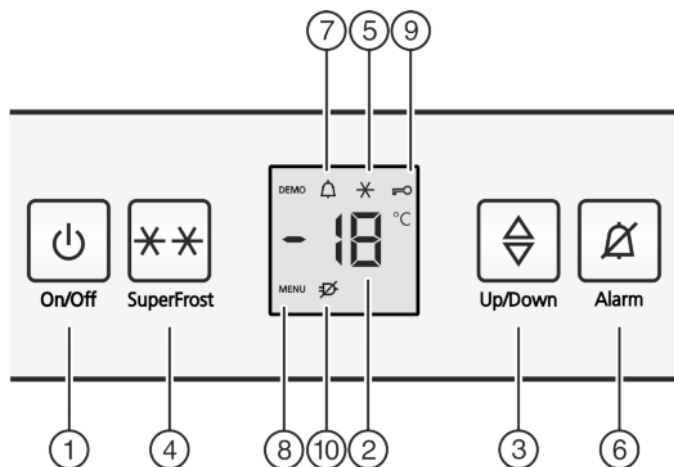 7 5 9
DEMO
-18 °C
MENU
On/Off SuperFrost Up/Down Alarm
1 4 8 10 2 3 6